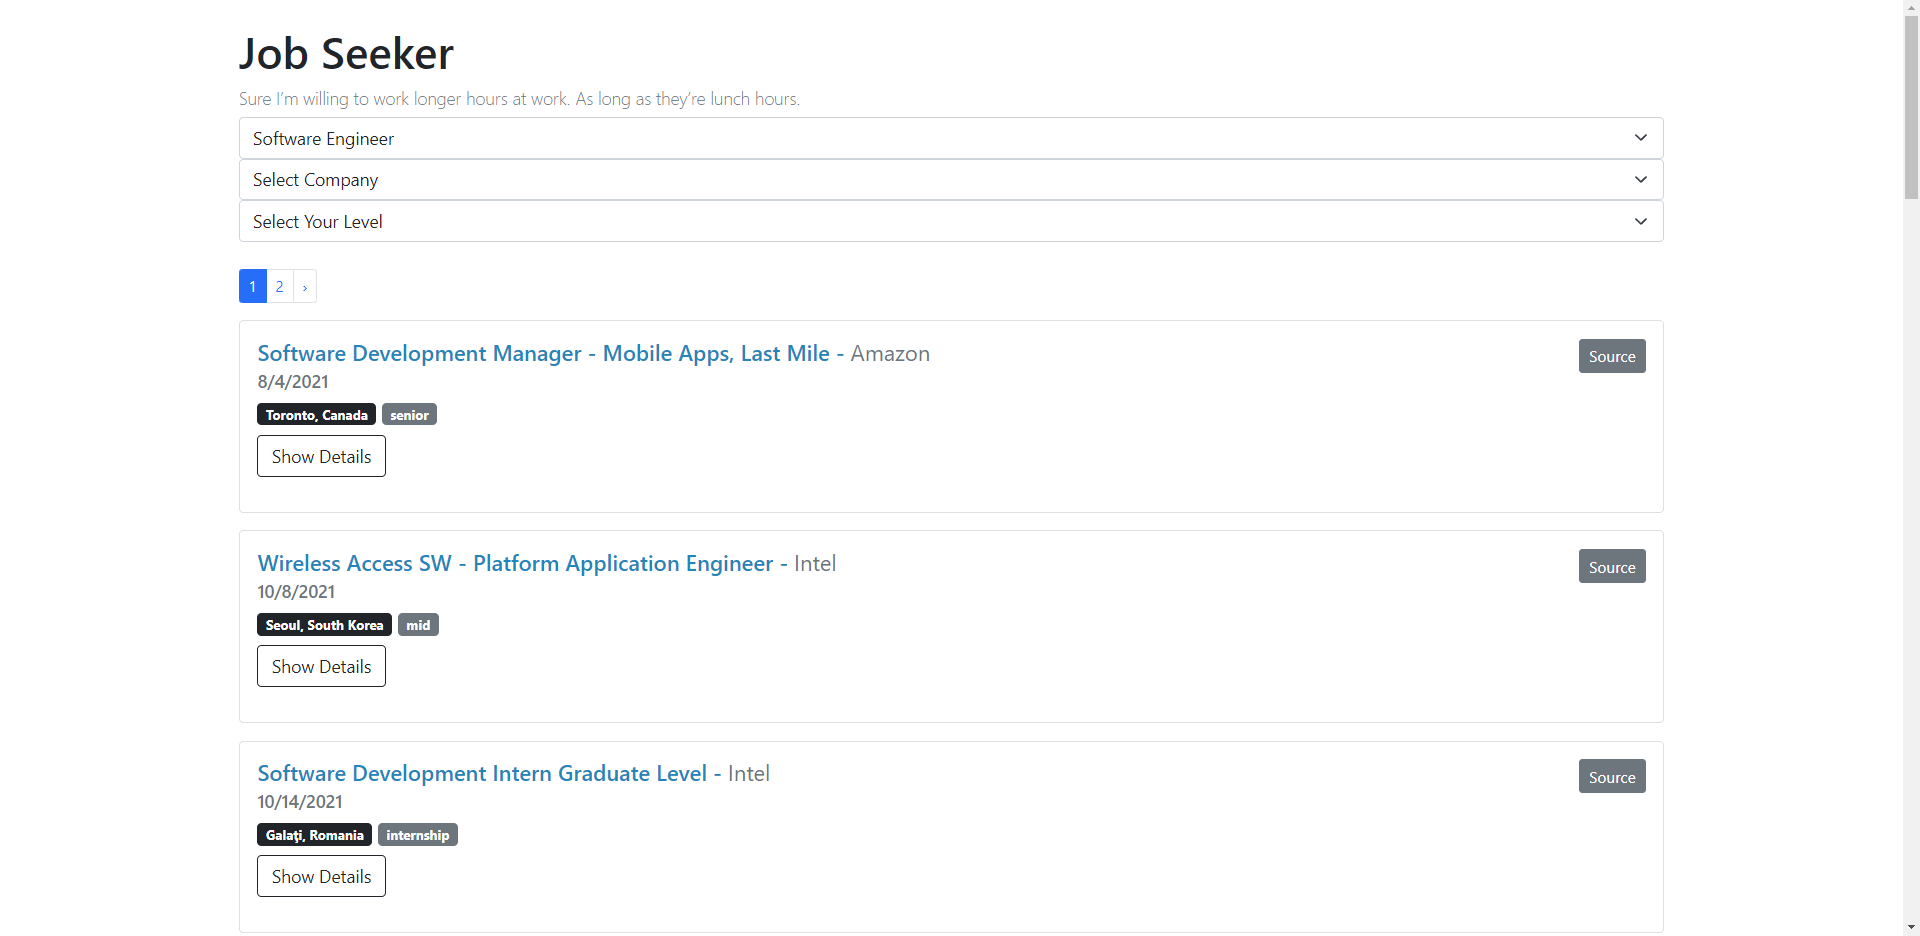 Job Seeker
Sure I’m willing to work longer hours at work. As long as they’re lunch hours.
Software Engineer
Select Company
Select Your Level
1 2 ›
Software Development Manager - Mobile Apps, Last Mile - Amazon Source
8/4/2021
Toronto, Canada senior
Show Details
Wireless Access SW - Platform Application Engineer - Intel Source
10/8/2021
Seoul, South Korea mid
Show Details
Software Development Intern Graduate Level - Intel Source
10/14/2021
Galaţi, Romania internship
Show Details